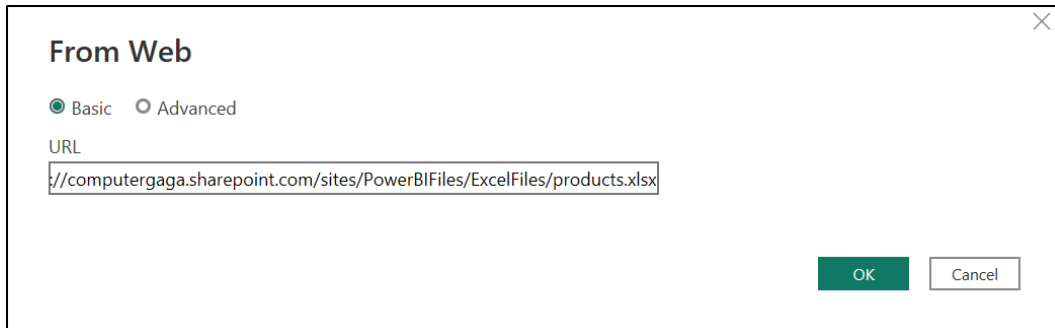 From Web
Basic Advanced
URL
://computergaga.sharepoint.com/sites/PowerBIFiles/ExcelFiles/products.xlsx
OK Cancel